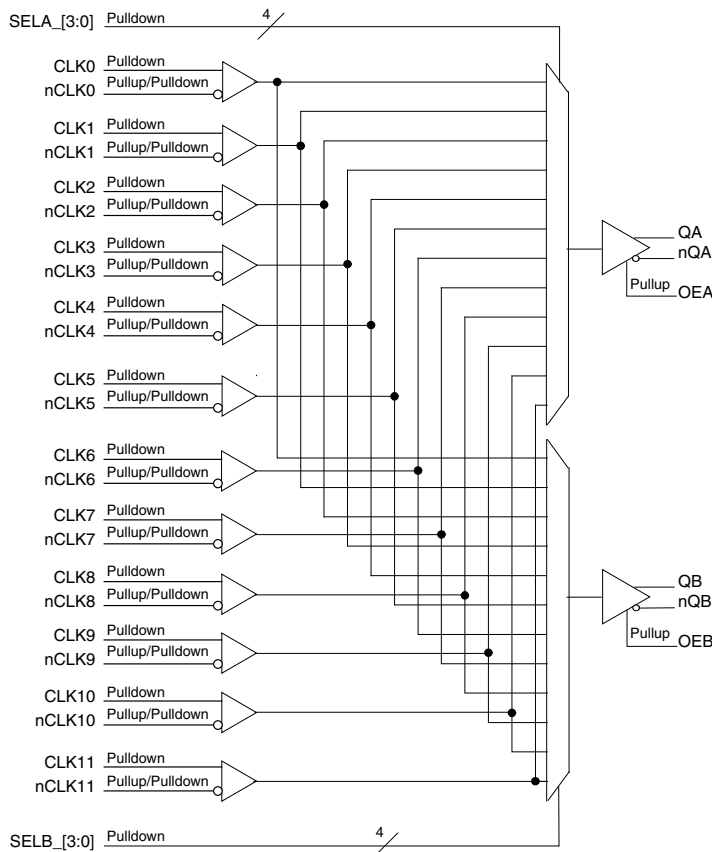 SELA_[3:0] Pulldown 4
CLK0 Pulldown
nCLK0 Pullup/Pulldown
CLK1 Pulldown
nCLK1 Pullup/Pulldown
CLK2 Pulldown
nCLK2 Pullup/Pulldown
QA
nQA
CLK3 Pulldown
nCLK3 Pullup/Pulldown
Pullup OEA
CLK4 Pulldown
nCLK4 Pullup/Pulldown
CLK5 Pulldown
nCLK5 Pullup/Pulldown
CLK6 Pulldown
nCLK6 Pullup/Pulldown
CLK7 Pulldown
nCLK7 Pullup/Pulldown
CLK8 Pulldown
nCLK8 Pullup/Pulldown
QB
nQB
CLK9 Pulldown
nCLK9 Pullup/Pulldown
Pullup OEB
CLK10 Pulldown
nCLK10 Pullup/Pulldown
CLK11 Pulldown
nCLK11 Pullup/Pulldown
SELB_[3:0] Pulldown 4